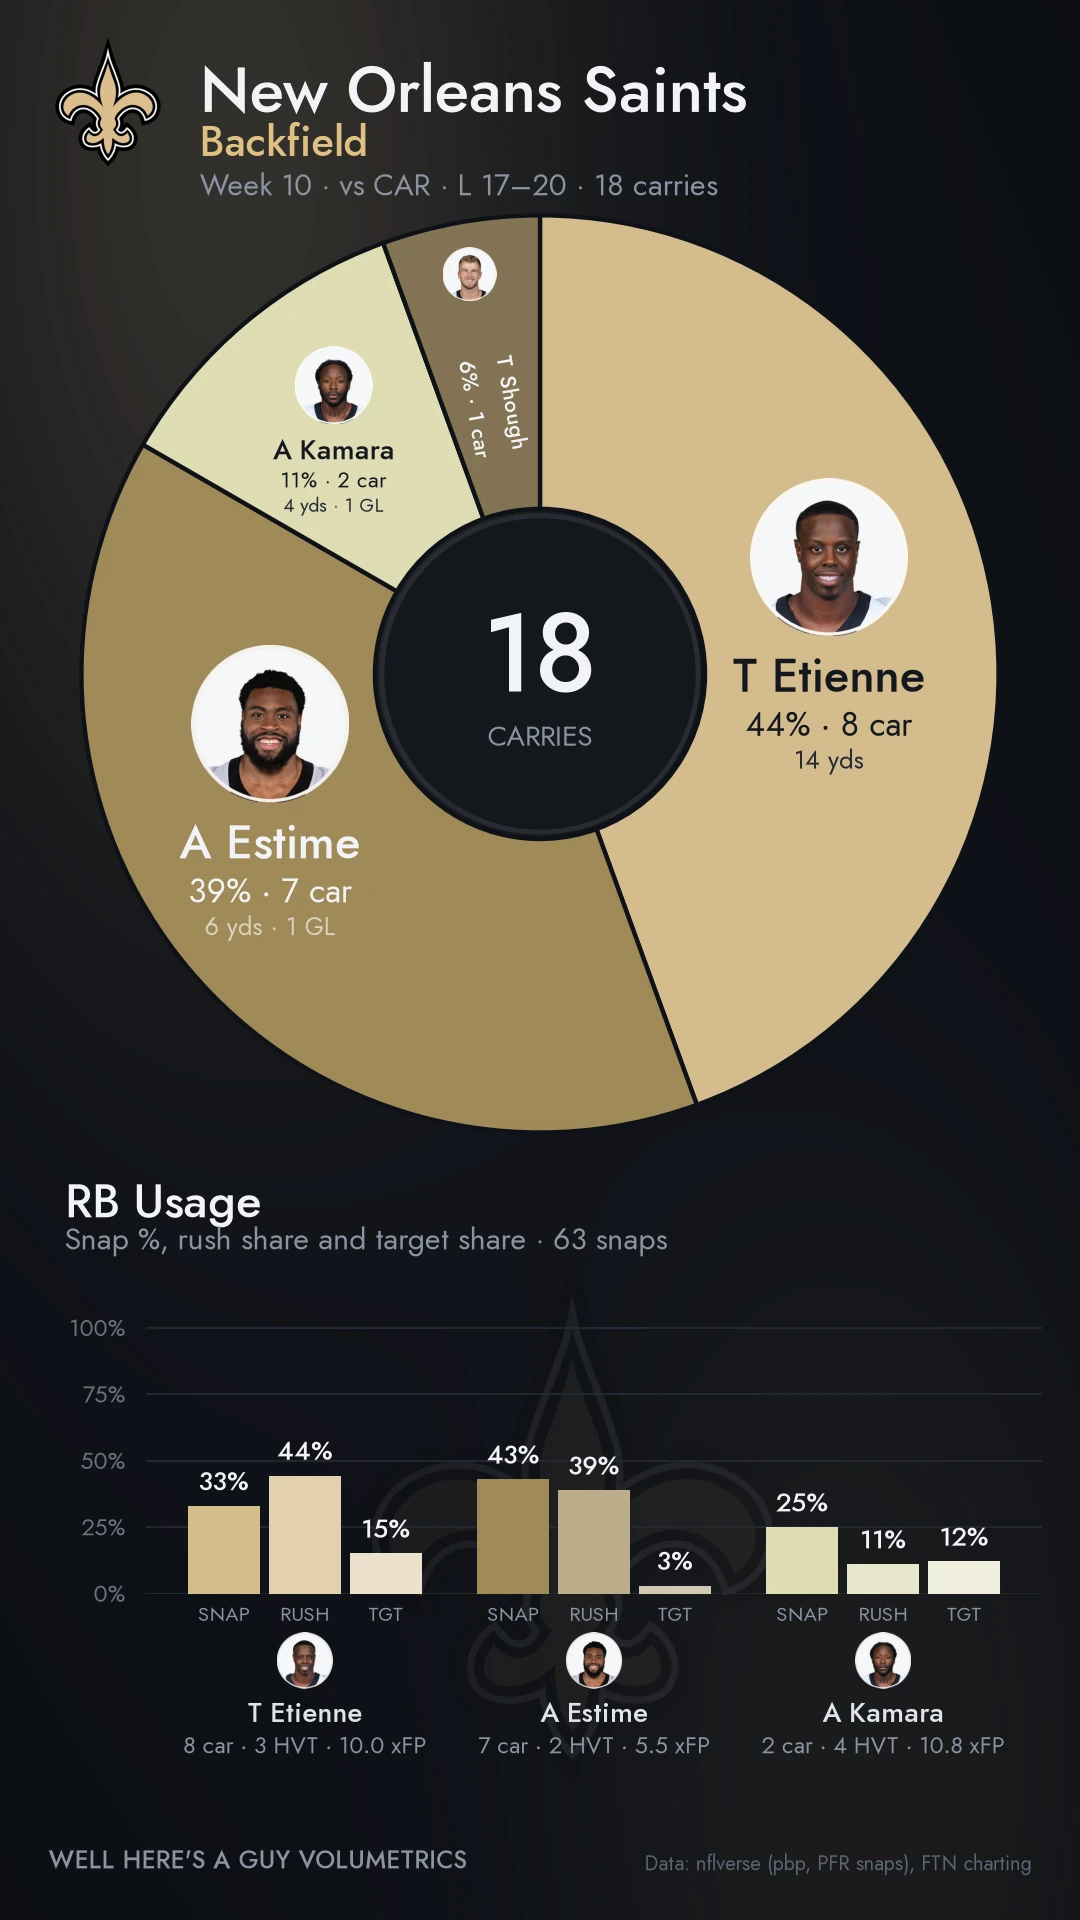 New Orleans Saints
Backfield
Week 10 · vs CAR · L 17–20 · 18 carries
T Shough
6% · 1 car
A Kamara
11% · 2 car
4 yds · 1 GL
T Etienne
44% · 8 car
14 yds
18
CARRIES
A Estime
39% · 7 car
6 yds · 1 GL
RB Usage
Snap %, rush share and target share · 63 snaps
100%
75%
50%
25%
0%
33%
44%
15%
43%
39%
3%
25%
11%
12%
SNAP RUSH TGT SNAP RUSH TGT SNAP RUSH TGT
T Etienne
8 car · 3 HVT · 10.0 xFP
A Estime
7 car · 2 HVT · 5.5 xFP
A Kamara
2 car · 4 HVT · 10.8 xFP
WELL HERE'S A GUY VOLUMETRICS
Data: nflverse (pbp, PFR snaps), FTN charting